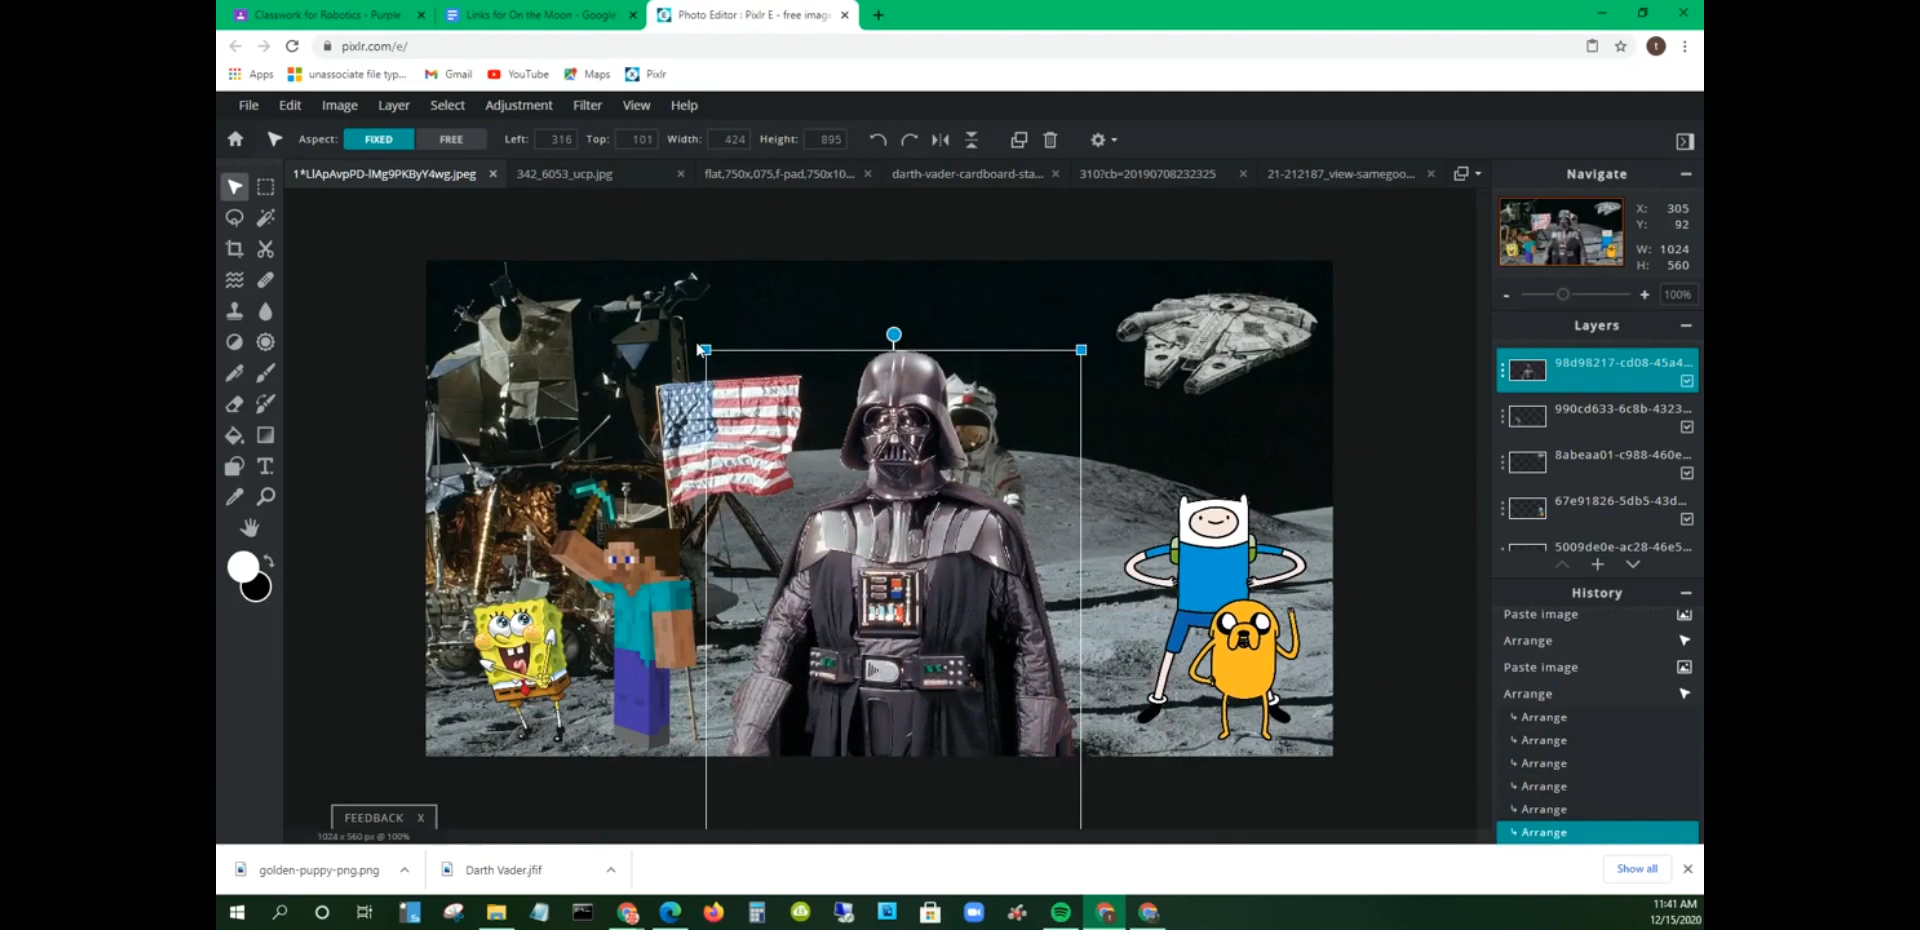 Classwork for Robotics - Purple
Links for On the Moon - Google
Photo Editor : Pixlr E - free imag
pixlr.com/e/
t
Apps
unassociate file typ...
Gmail
YouTube
Maps
Pixlr
File Edit Image Layer Select Adjustment Filter View Help
Aspect: FIXED FREE Left: 316 Top: 101 Width: 424 Height: 895
1*LlApAvpPD-lMg9PKByY4wg.jpeg
342_6053_ucp.jpg
flat,750x,075,f-pad,750x10...
darth-vader-cardboard-sta...
310?cb=20190708232325
21-212187_view-samegoo...
Navigate
X: 305
Y: 92
W: 1024
H: 560
100%
Layers
98d98217-cd08-45a4...
990cd633-6c8b-4323...
8abeaa01-c988-460e...
67e91826-5db5-43d...
5009de0e-ac28-46e5...
History
Paste image
Arrange
Paste image
Arrange
Arrange
Arrange
Arrange
Arrange
Arrange
Arrange
FEEDBACK X
1024 x 560 px @ 100%
golden-puppy-png.png
Darth Vader.jfif
Show all
11:41 AM
12/15/2020